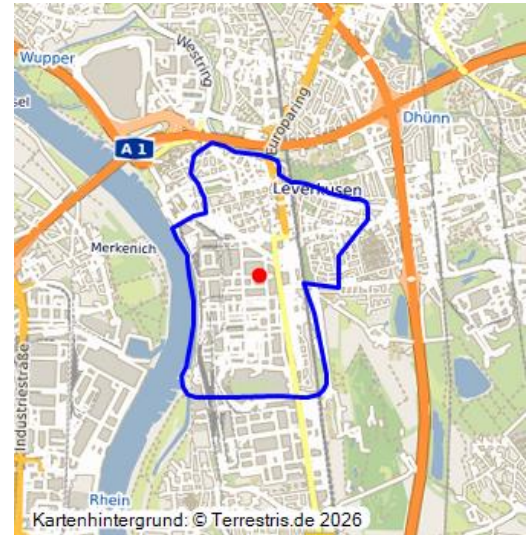 Wupper
Westring
Europaring
Dhünn
A 1
Leverkusen
Merkenich
Industriestraße
Rhein
Kartenhintergrund: © Terrestris.de 2026